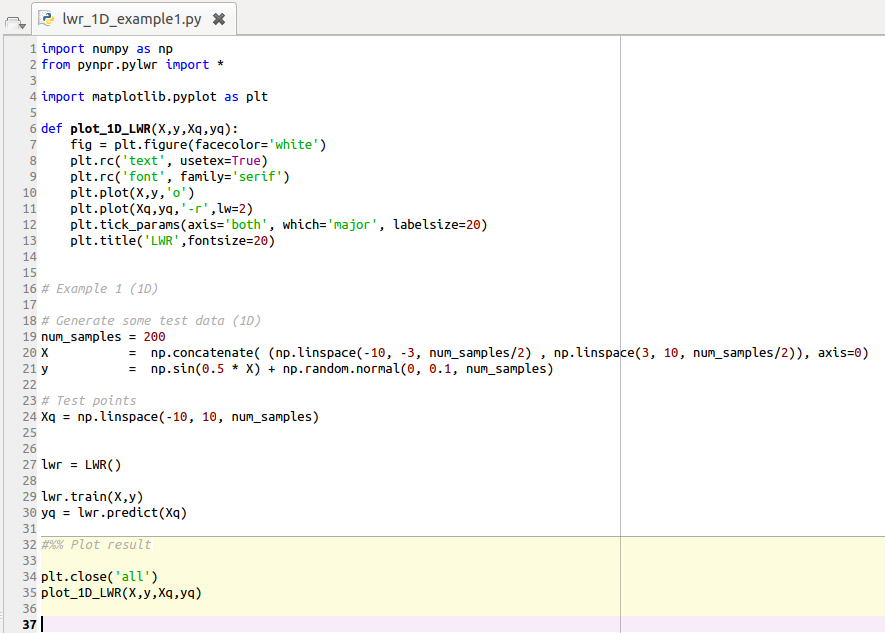 lwr_1D_example1.py
1 import numpy as np
2 from pynpr.pylwr import *
3
4 import matplotlib.pyplot as plt
5
6 def plot_1D_LWR(X,y,Xq,yq):
7     fig = plt.figure(facecolor='white')
8     plt.rc('text', usetex=True)
9     plt.rc('font', family='serif')
10     plt.plot(X,y,'o')
11     plt.plot(Xq,yq,'-r',lw=2)
12     plt.tick_params(axis='both', which='major', labelsize=20)
13     plt.title('LWR',fontsize=20)
14
15
16 # Example 1 (1D)
17
18 # Generate some test data (1D)
19 num_samples = 200
20 X           =  np.concatenate( (np.linspace(-10, -3, num_samples/2) , np.linspace(3, 10, num_samples/2)), axis=0)
21 y           =  np.sin(0.5 * X) + np.random.normal(0, 0.1, num_samples)
22
23 # Test points
24 Xq = np.linspace(-10, 10, num_samples)
25
26
27 lwr = LWR()
28
29 lwr.train(X,y)
30 yq = lwr.predict(Xq)
31
32 #%% Plot result
33
34 plt.close('all')
35 plot_1D_LWR(X,y,Xq,yq)
36
37